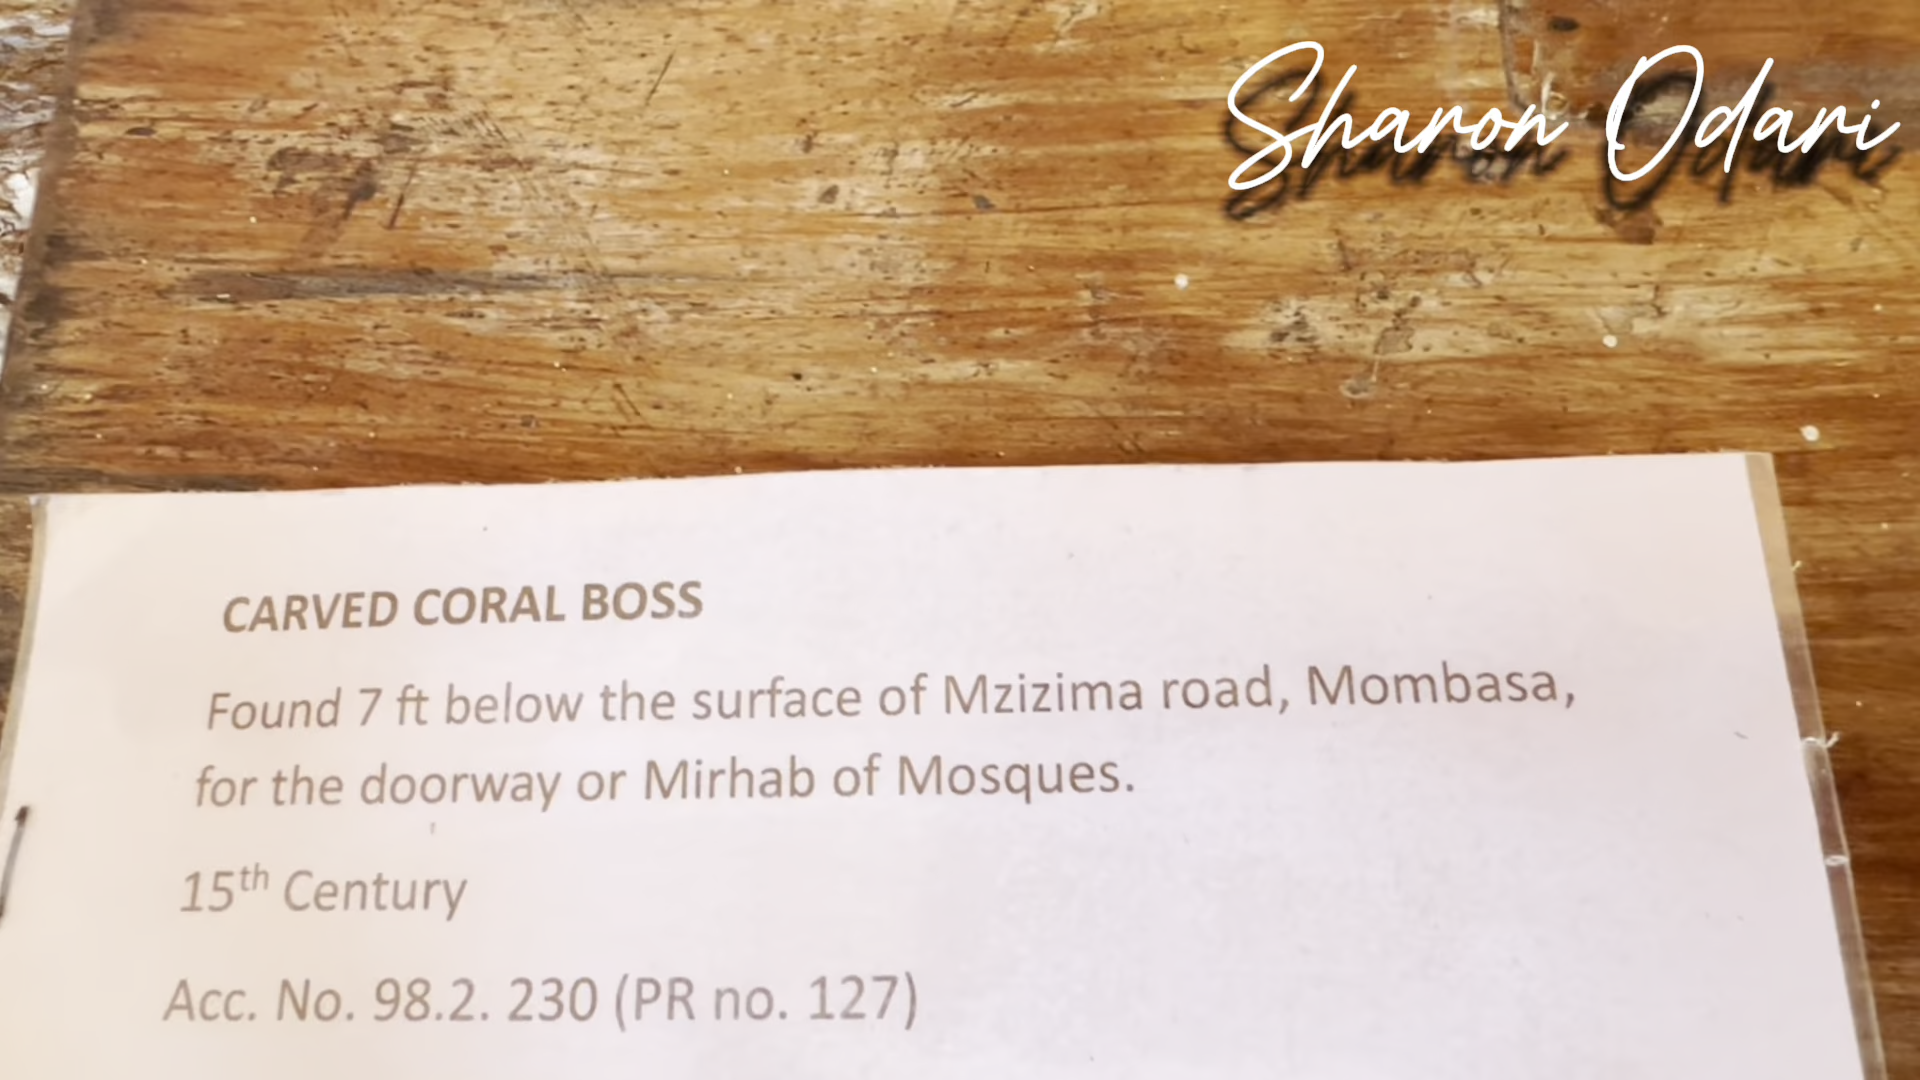 Sharon Odari
CARVED CORAL BOSS
Found 7 ft below the surface of Mzizima road, Mombasa,
for the doorway or Mirhab of Mosques.
15th Century
Acc. No. 98.2. 230 (PR no. 127)